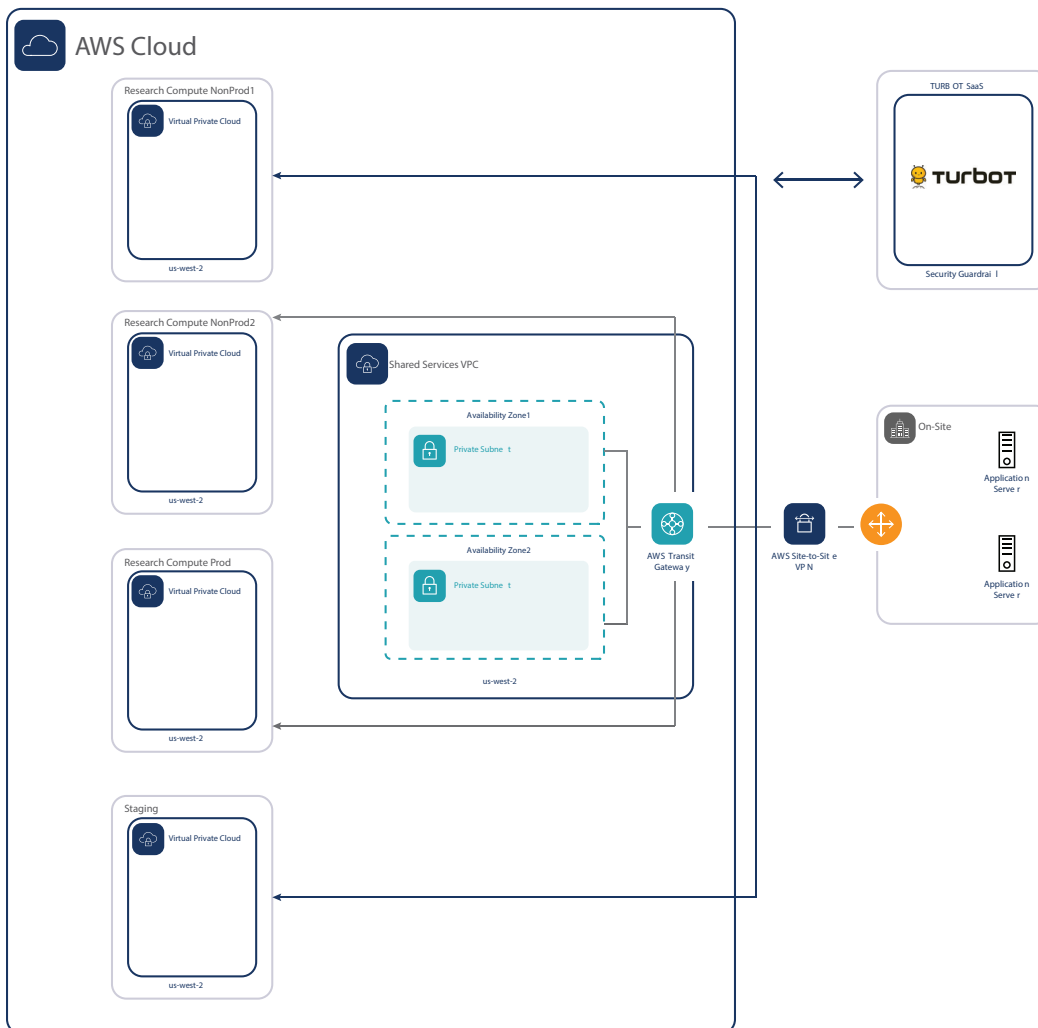 AWS Cloud
Research Compute NonProd1
Virtual Private Cloud
us-west-2
Research Compute NonProd2
Virtual Private Cloud
us-west-2
Research Compute Prod
Virtual Private Cloud
us-west-2
Staging
Virtual Private Cloud
us-west-2
Shared Services VPC
Availability Zone1
Private Subne t
Availability Zone2
Private Subne t
us-west-2
AWS Transit
Gatewa y
AWS Site-to-Sit e
VP N
TURB OT SaaS
TURBOT
Security Guardrai l
On-Site
Applicatio n
Serve r
Applicatio n
Serve r